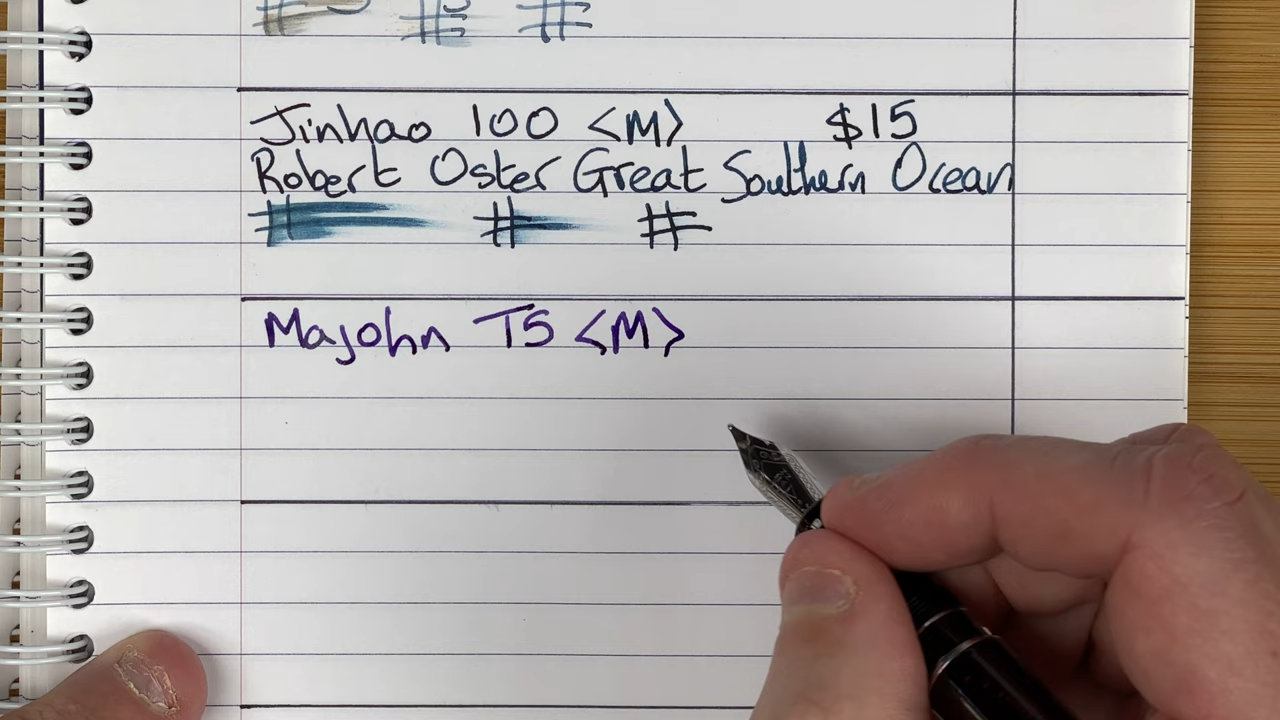 # # #
Jinhao 100 <M> $15
Robert Oster Great Southern Ocean
# # #
Majohn T5 <M>